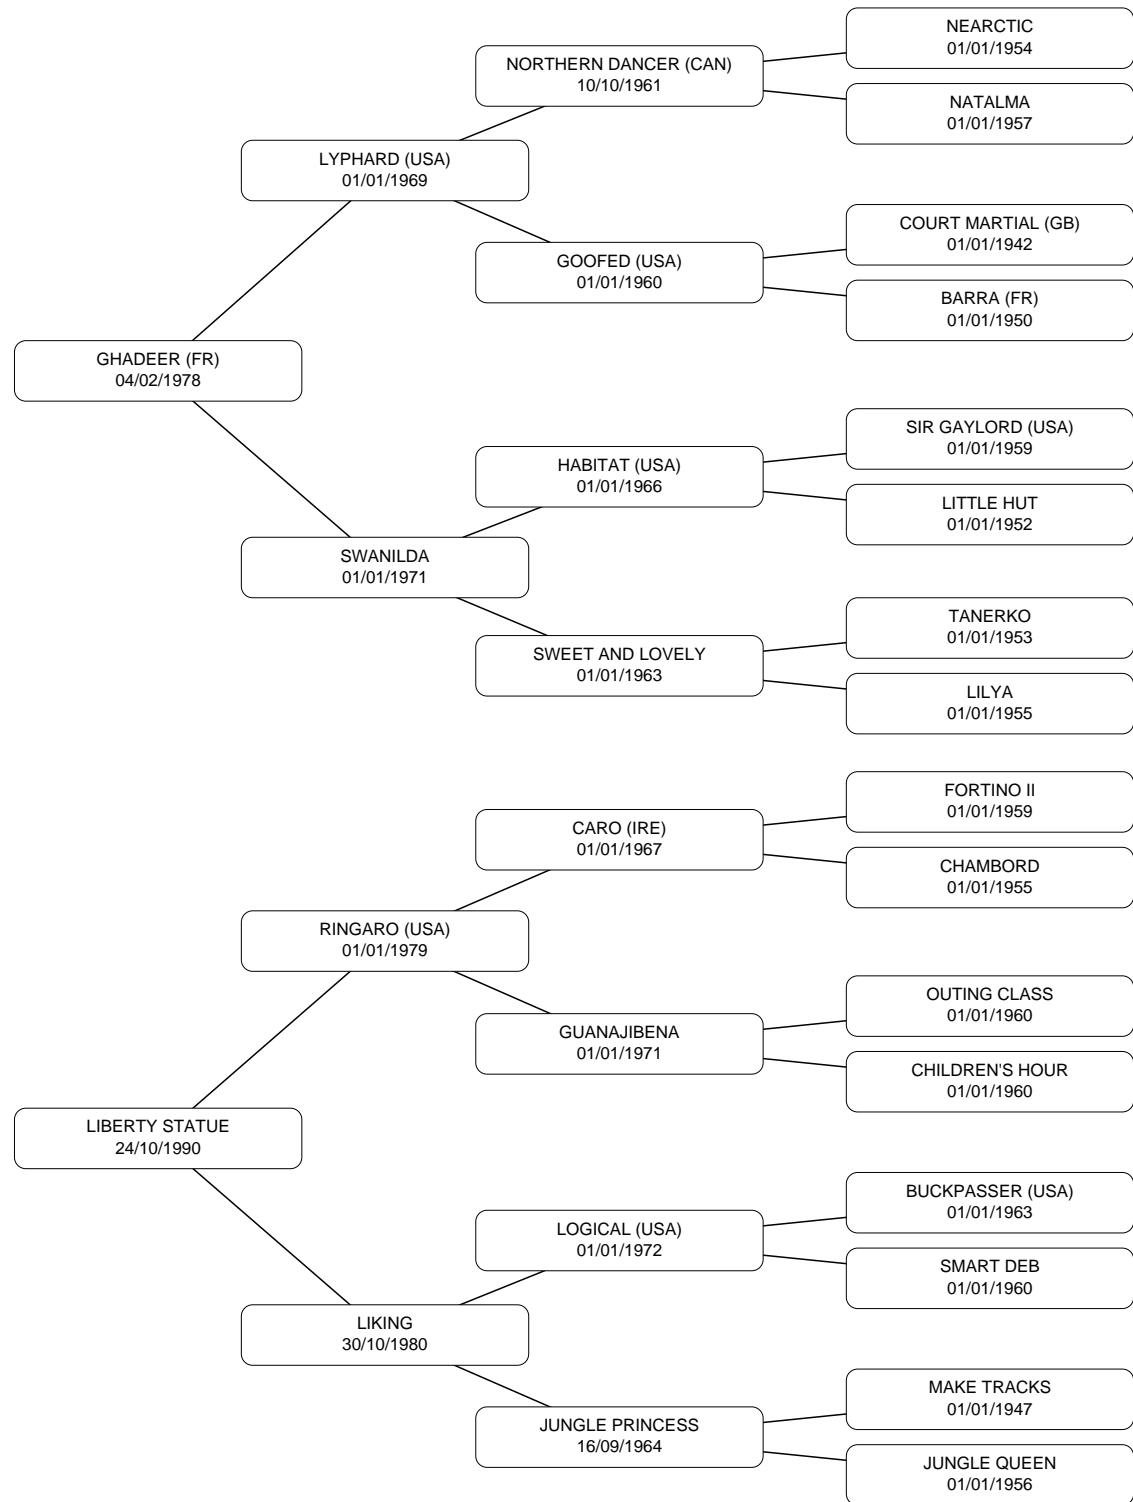 NEARCTIC
01/01/1954
NORTHERN DANCER (CAN)
10/10/1961
NATALMA
01/01/1957
LYPHARD (USA)
01/01/1969
COURT MARTIAL (GB)
01/01/1942
GOOFED (USA)
01/01/1960
BARRA (FR)
01/01/1950
GHADEER (FR)
04/02/1978
SIR GAYLORD (USA)
01/01/1959
HABITAT (USA)
01/01/1966
LITTLE HUT
01/01/1952
SWANILDA
01/01/1971
TANERKO
01/01/1953
SWEET AND LOVELY
01/01/1963
LILYA
01/01/1955
FORTINO II
01/01/1959
CARO (IRE)
01/01/1967
CHAMBORD
01/01/1955
RINGARO (USA)
01/01/1979
OUTING CLASS
01/01/1960
GUANAJIBENA
01/01/1971
CHILDREN'S HOUR
01/01/1960
LIBERTY STATUE
24/10/1990
BUCKPASSER (USA)
01/01/1963
LOGICAL (USA)
01/01/1972
SMART DEB
01/01/1960
LIKING
30/10/1980
MAKE TRACKS
01/01/1947
JUNGLE PRINCESS
16/09/1964
JUNGLE QUEEN
01/01/1956